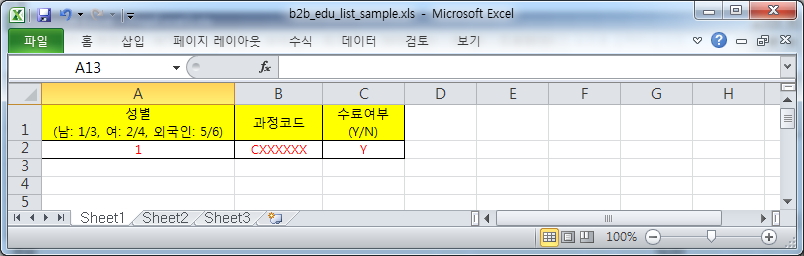 b2b_edu_list_sample.xls - Microsoft Excel
파일 홈 삽입 페이지 레이아웃 수식 데이터 검토 보기
A13 fx
A B C D E F G H
1 성별 과정코드 수료여부
(남: 1/3, 여: 2/4, 외국인: 5/6) (Y/N)
2 1 CXXXXXX Y
3
4
5
Sheet1 Sheet2 Sheet3
100%